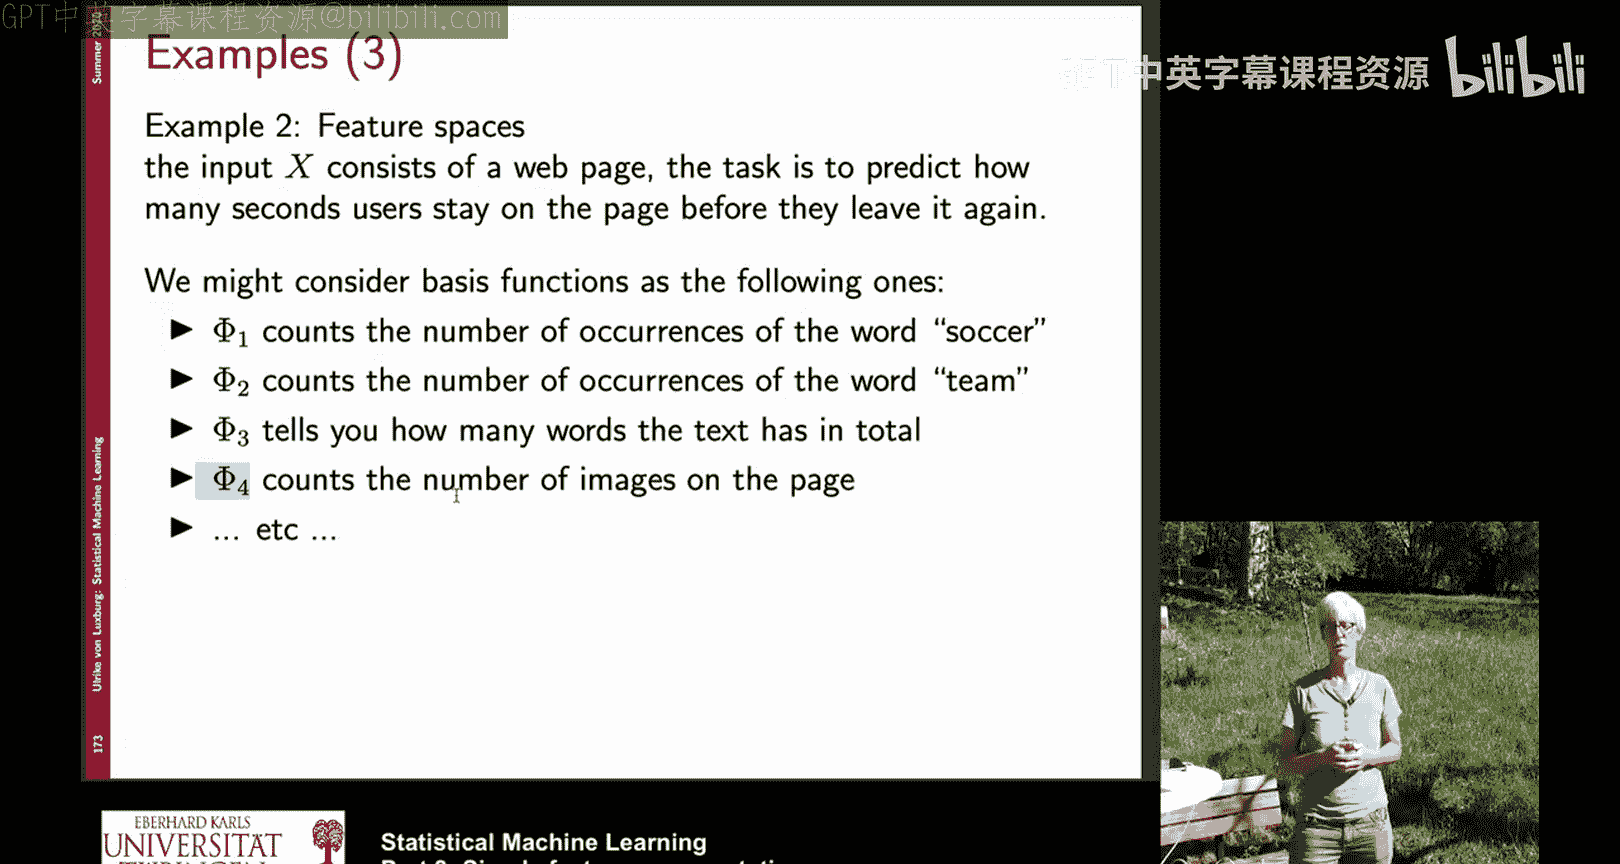 GPT中英字幕课程资源@bilibili.com
中英字幕课程资源 bilibili
Summer 2020
Examples (3)
Example 2: Feature spaces
the input X consists of a web page, the task is to predict how
many seconds users stay on the page before they leave it again.
We might consider basis functions as the following ones:
► Φ1 counts the number of occurrences of the word “soccer”
► Φ2 counts the number of occurrences of the word “team”
► Φ3 tells you how many words the text has in total
► Φ4 counts the number of images on the page
► ... etc ...
Ulrike von Luxburg: Statistical Machine Learning
173
EBERHARD KARLS
UNIVERSITÄT
Statistical Machine Learning